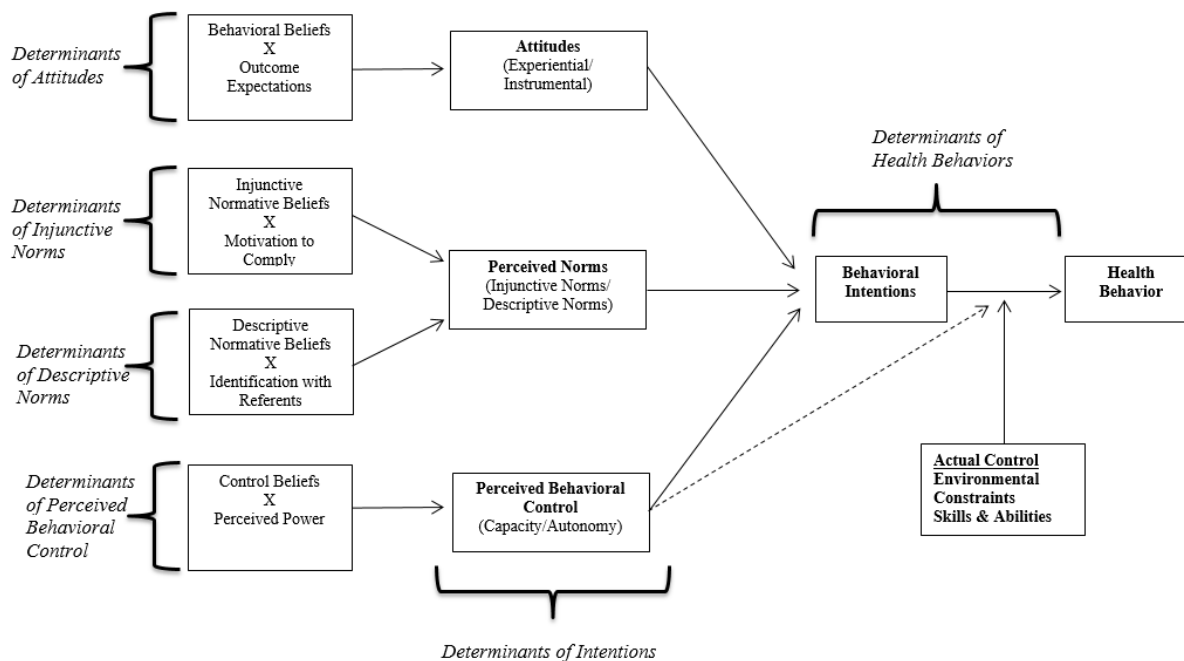 Determinants
of Attitudes
Behavioral Beliefs
X
Outcome
Expectations
Attitudes
(Experiential/
Instrumental)
Determinants of
Health Behaviors
Determinants
of Injunctive
Norms
Injunctive
Normative Beliefs
X
Motivation to
Comply
Perceived Norms
(Injunctive Norms/
Descriptive Norms)
Behavioral
Intentions
Health
Behavior
Determinants
of Descriptive
Norms
Descriptive
Normative Beliefs
X
Identification with
Referents
Determinants
of Perceived
Behavioral
Control
Control Beliefs
X
Perceived Power
Perceived Behavioral
Control
(Capacity/Autonomy)
Actual Control
Environmental
Constraints
Skills & Abilities
Determinants of Intentions